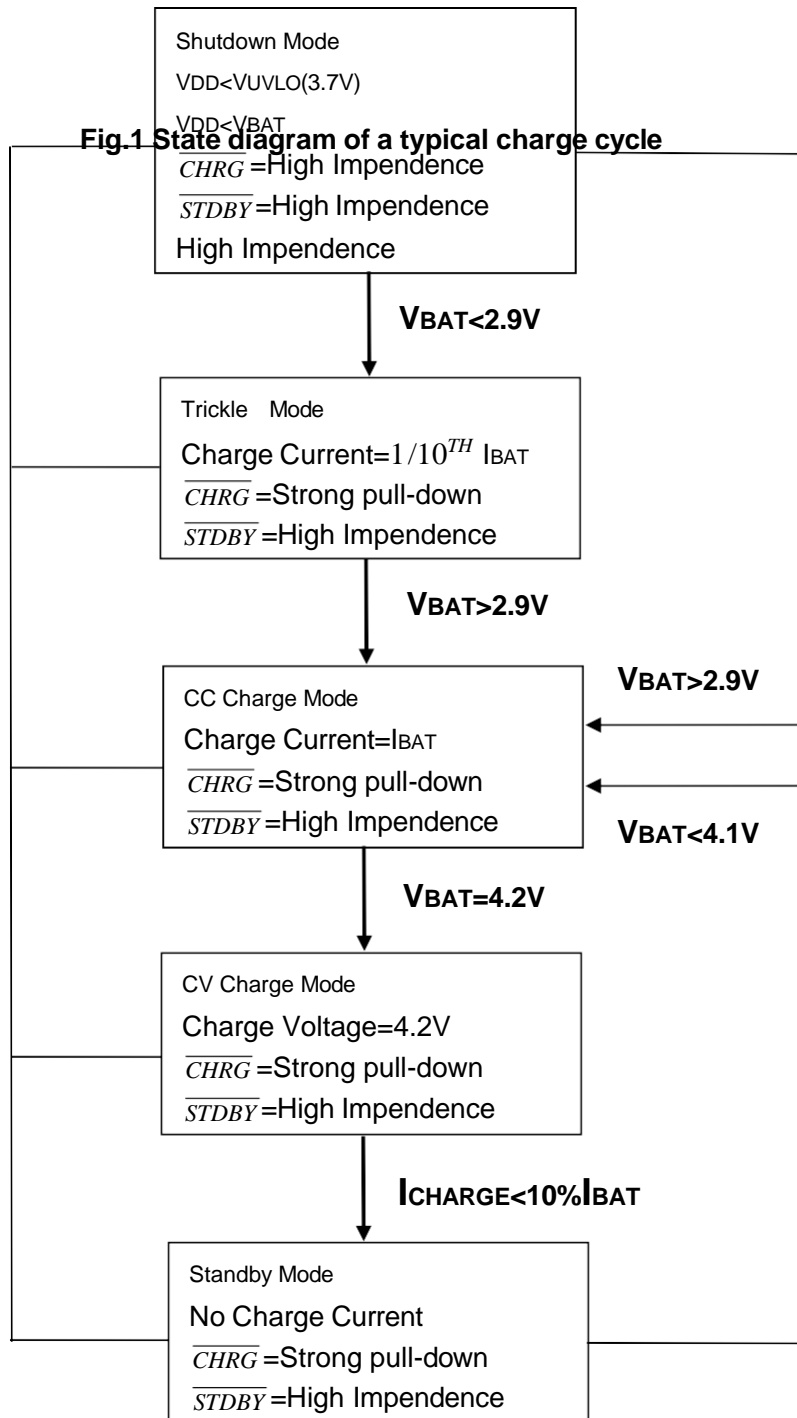 Shutdown Mode
VDD<VUVLO(3.7V)
VDD<VBAT
Fig.1 State diagram of a typical charge cycle
CHRG=High Impendence
STDBY=High Impendence
High Impendence
VBAT<2.9V
Trickle Mode
Charge Current=1/10^TH IBAT
CHRG=Strong pull-down
STDBY=High Impendence
VBAT>2.9V
CC Charge Mode
Charge Current=IBAT
CHRG=Strong pull-down
STDBY=High Impendence
VBAT>2.9V
VBAT<4.1V
VBAT=4.2V
CV Charge Mode
Charge Voltage=4.2V
CHRG=Strong pull-down
STDBY=High Impendence
ICHARGE<10%IBAT
Standby Mode
No Charge Current
CHRG=Strong pull-down
STDBY=High Impendence